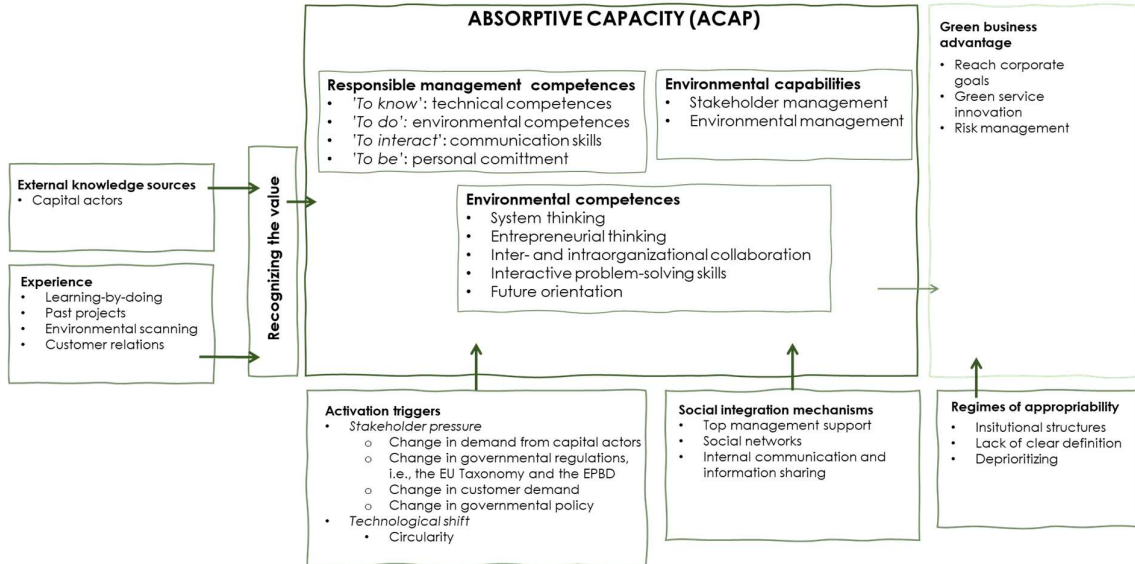 ABSORPTIVE CAPACITY (ACAP)
Responsible management competences
• 'To know': technical competences
• 'To do': environmental competences
• 'To interact': communication skills
• 'To be': personal comittment
Environmental capabilities
• Stakeholder management
• Environmental management
Environmental competences
• System thinking
• Entrepreneurial thinking
• Inter- and intraorganizational collaboration
• Interactive problem-solving skills
• Future orientation
Green business
advantage
• Reach corporate
goals
• Green service
innovation
• Risk management
External knowledge sources
• Capital actors
Experience
• Learning-by-doing
• Past projects
• Environmental scanning
• Customer relations
Recognizing the value
Activation triggers
• Stakeholder pressure
o Change in demand from capital actors
o Change in governmental regulations,
i.e., the EU Taxonomy and the EPBD
o Change in customer demand
o Change in governmental policy
• Technological shift
• Circularity
Social integration mechanisms
• Top management support
• Social networks
• Internal communication and
information sharing
Regimes of appropriability
• Insitutional structures
• Lack of clear definition
• Deprioritizing